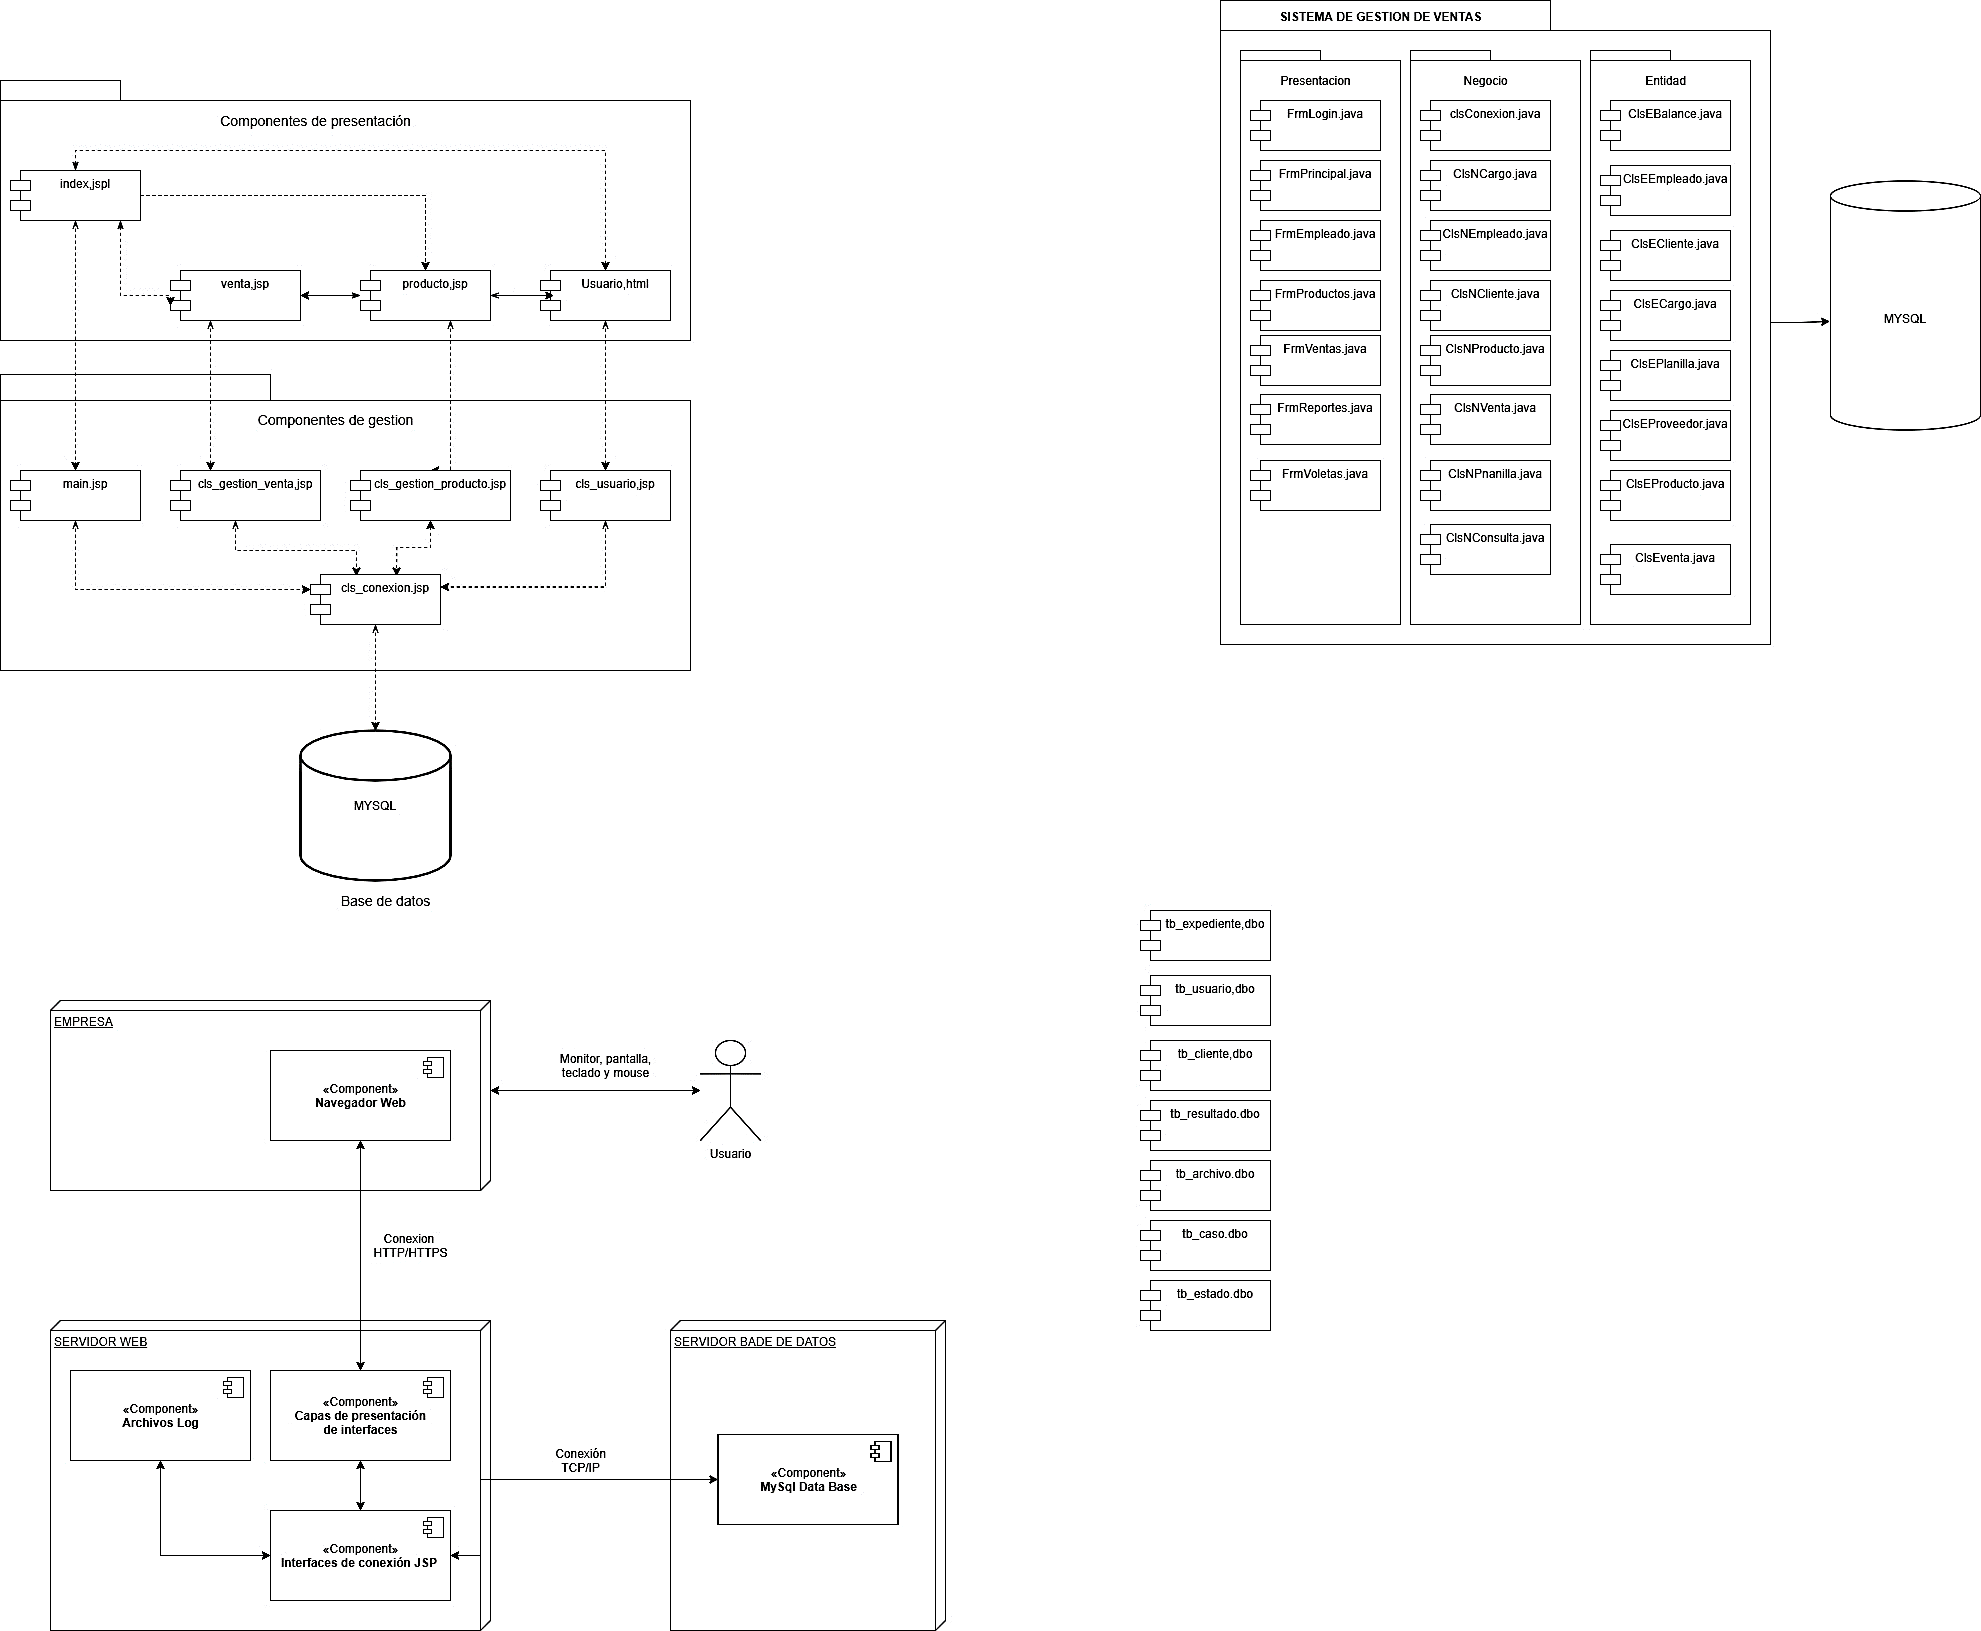 Componentes de presentación
index,jspl
venta,jsp
producto,jsp
Usuario,html
Componentes de gestion
main.jsp
cls_gestion_venta,jsp
cls_gestion_producto.jsp
cls_usuario,jsp
cls_conexion.jsp
MYSQL
Base de datos
SISTEMA DE GESTION DE VENTAS
Presentacion
FrmLogin.java
FrmPrincipal.java
FrmEmpleado.java
FrmProductos.java
FrmVentas.java
FrmReportes.java
FrmVoletas.java
Negocio
clsConexion.java
ClsNCargo.java
ClsNEmpleado.java
ClsNCliente.java
ClsNProducto.java
ClsNVenta.java
ClsNPnanilla.java
ClsNConsulta.java
Entidad
ClsEBalance.java
ClsEEmpleado.java
ClsECliente.java
ClsECargo.java
ClsEPlanilla.java
ClsEProveedor.java
ClsEProducto.java
ClsEventa.java
MYSQL
EMPRESA
«Component»
Navegador Web
Monitor, pantalla,
teclado y mouse
Usuario
Conexion
HTTP/HTTPS
SERVIDOR WEB
«Component»
Archivos Log
«Component»
Capas de presentación
de interfaces
«Component»
Interfaces de conexión JSP
Conexión
TCP/IP
SERVIDOR BADE DE DATOS
«Component»
MySql Data Base
tb_expediente,dbo
tb_usuario,dbo
tb_cliente,dbo
tb_resultado.dbo
tb_archivo.dbo
tb_caso.dbo
tb_estado.dbo